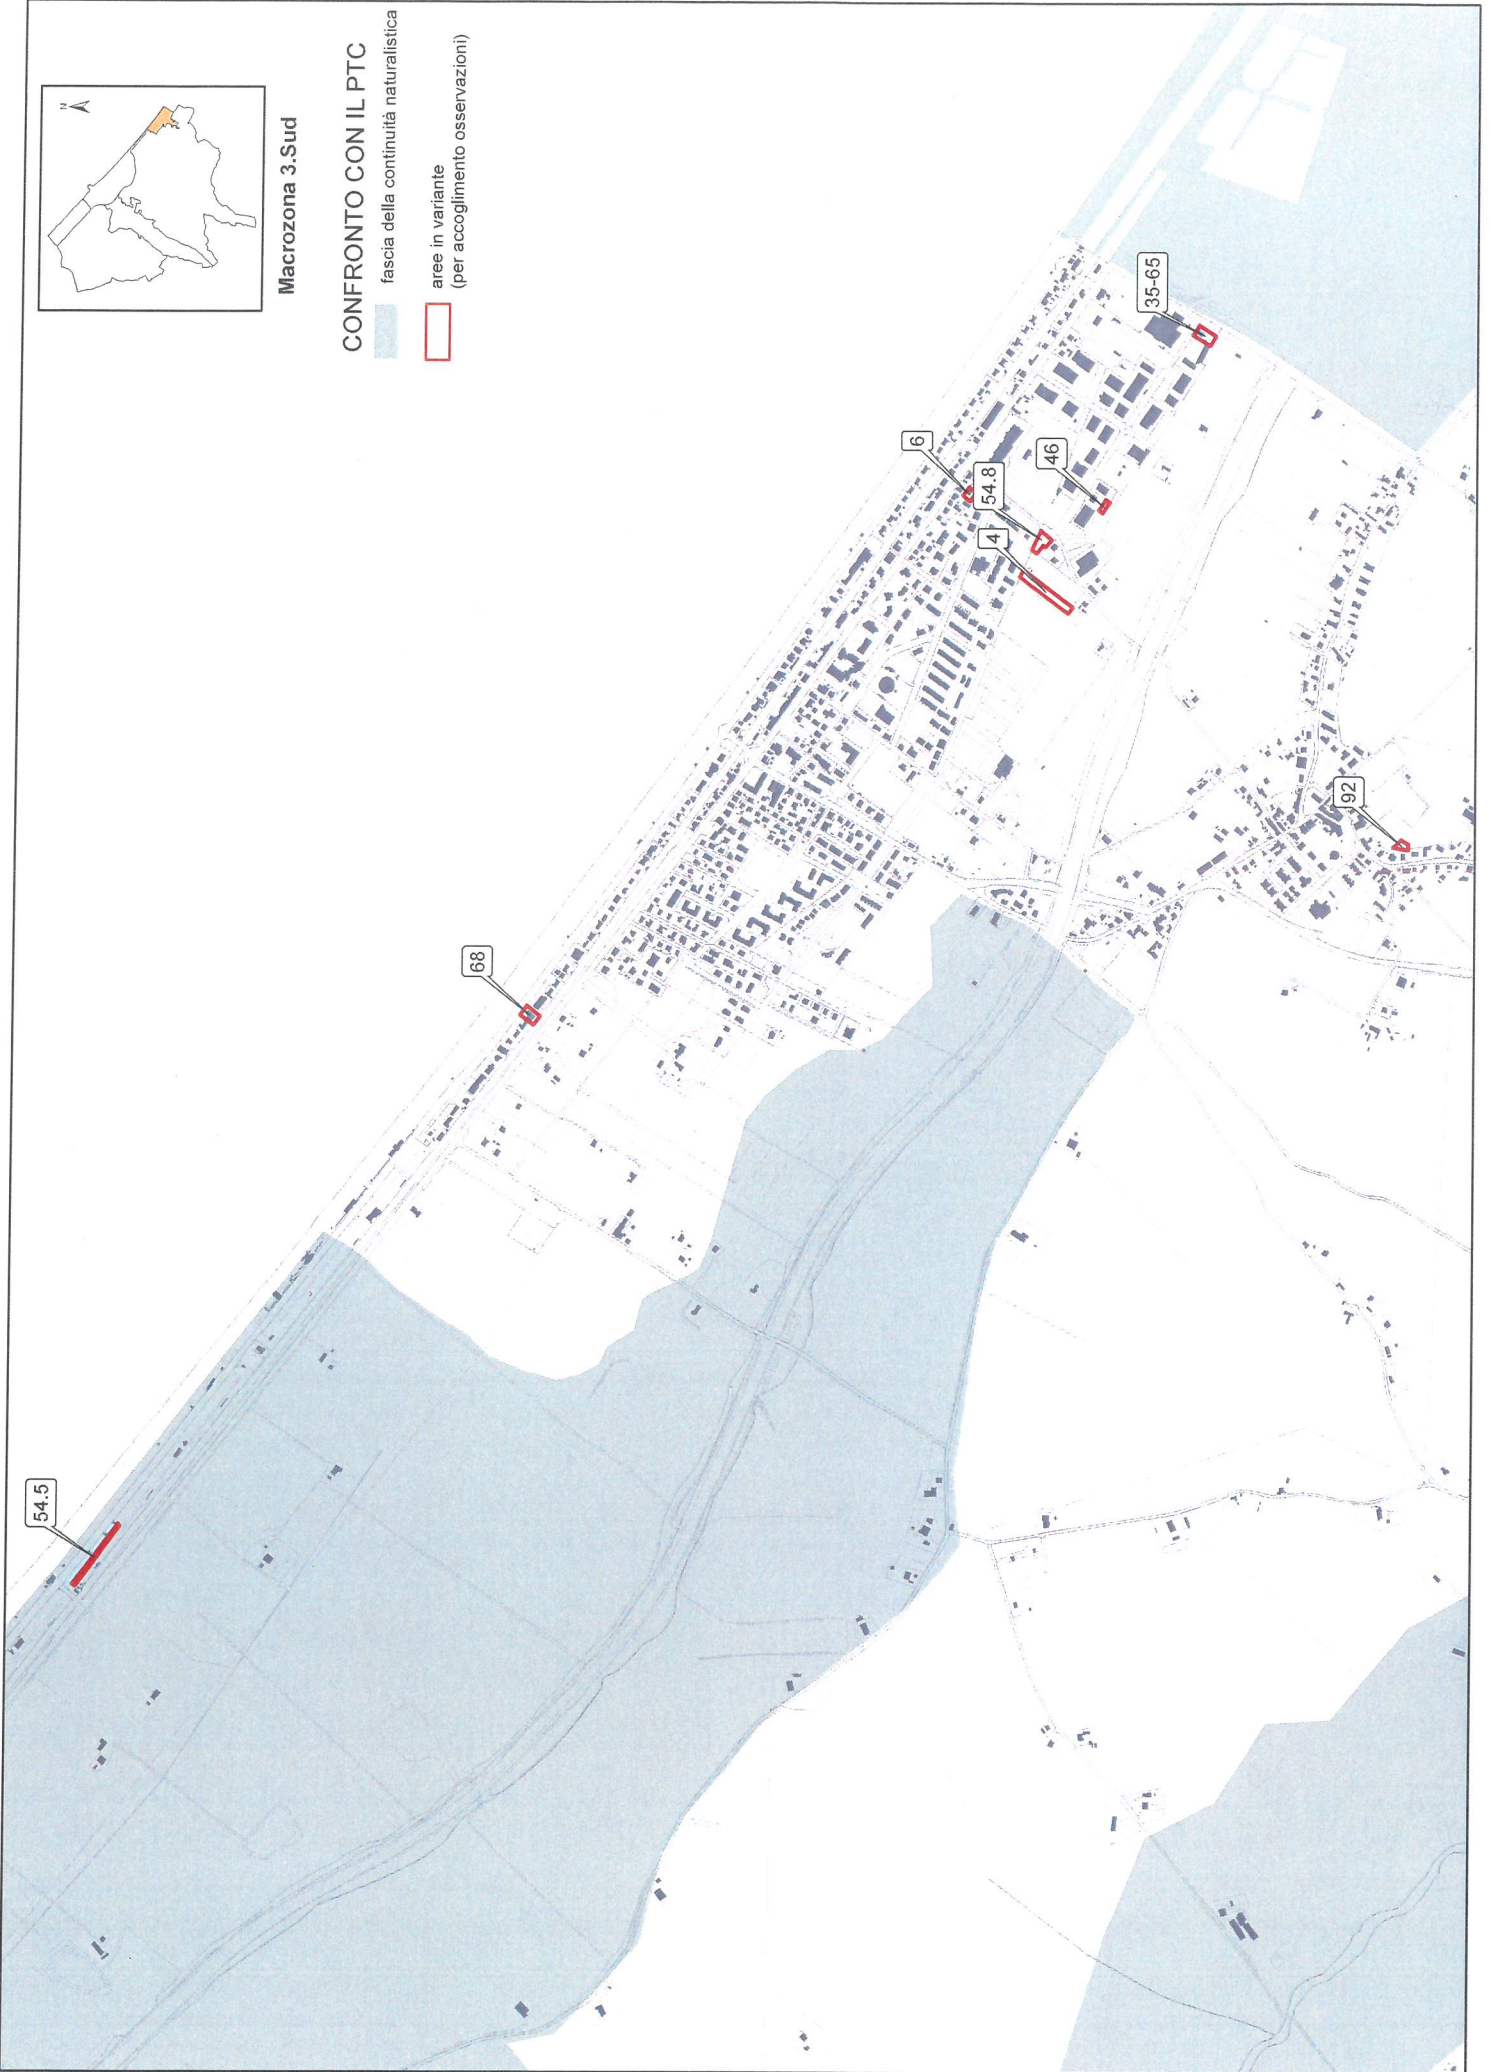 N
Macrozona 3.Sud
CONFRONTO CON IL PTC
fascia della continuità naturalistica
aree in variante
(per accoglimento osservazioni)
54.5
68
6
54.8
4
46
35-65
92